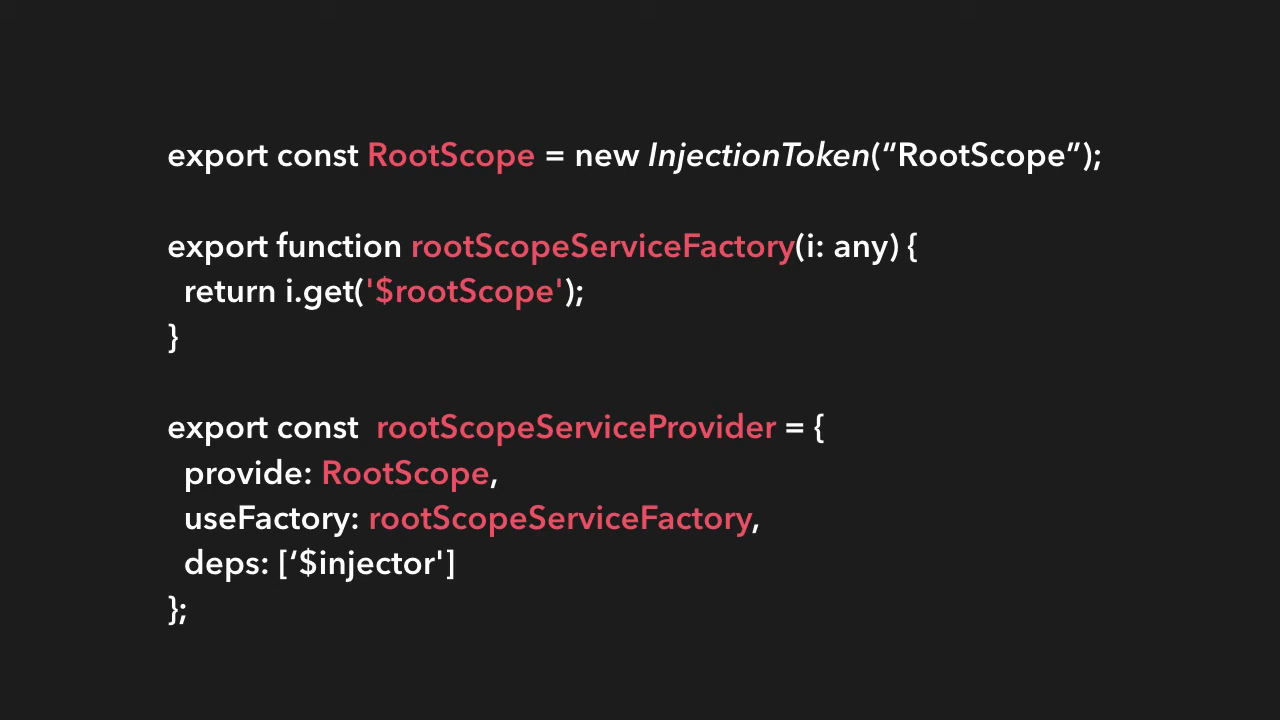 export const RootScope = new InjectionToken(“RootScope”);
export function rootScopeServiceFactory(i: any) {
return i.get('$rootScope');
}
export const rootScopeServiceProvider = {
provide: RootScope,
useFactory: rootScopeServiceFactory,
deps: [‘$injector']
};